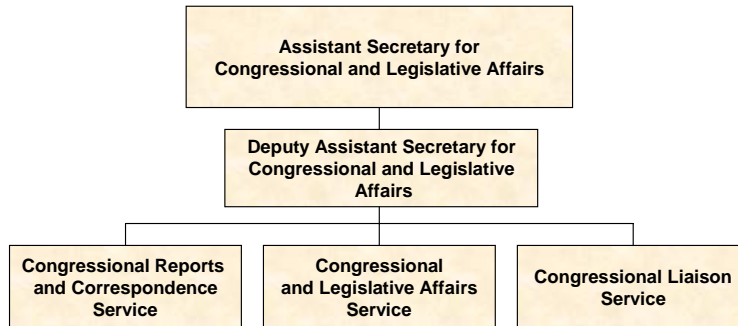 Assistant Secretary for
Congressional and Legislative Affairs
Deputy Assistant Secretary for
Congressional and Legislative
Affairs
Congressional Reports
and Correspondence
Service
Congressional
and Legislative Affairs
Service
Congressional Liaison
Service